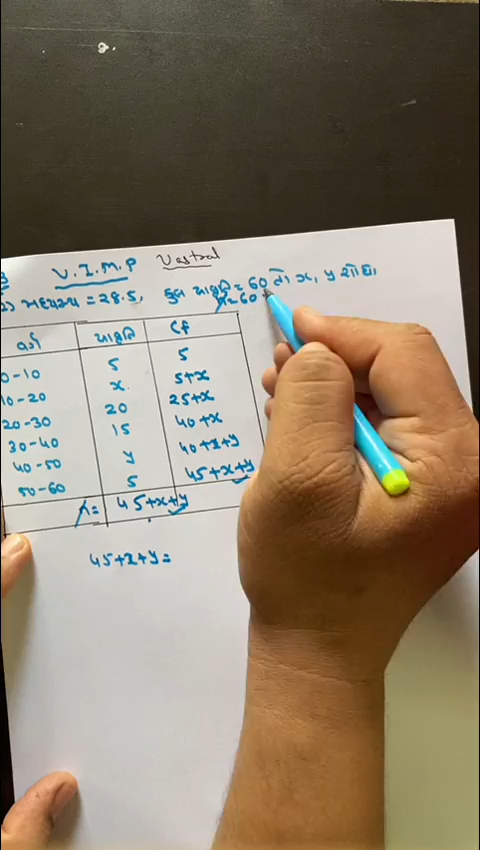 V.I.M.P Vastral
મધ્યસ્થ = 28.5, કુલ આવૃત્તિ = 60 તો x, y શોધો.
n = 60
વર્ગ આવૃત્તિ cf
0-10 5 5
10-20 x 5+x
20-30 20 25+x
30-40 15 40+x
40-50 y 40+x+y
50-60 5 45+x+y
n = 45+x+y
45+x+y=